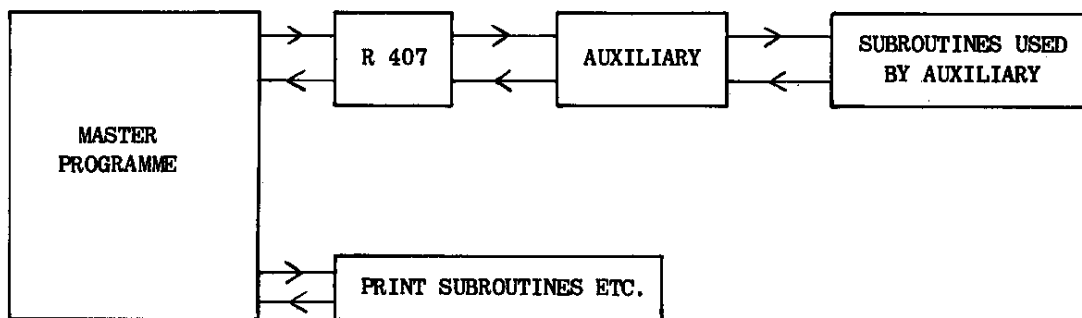 MASTER
PROGRAMME
R 407
AUXILIARY
SUBROUTINES USED
BY AUXILIARY
PRINT SUBROUTINES ETC.